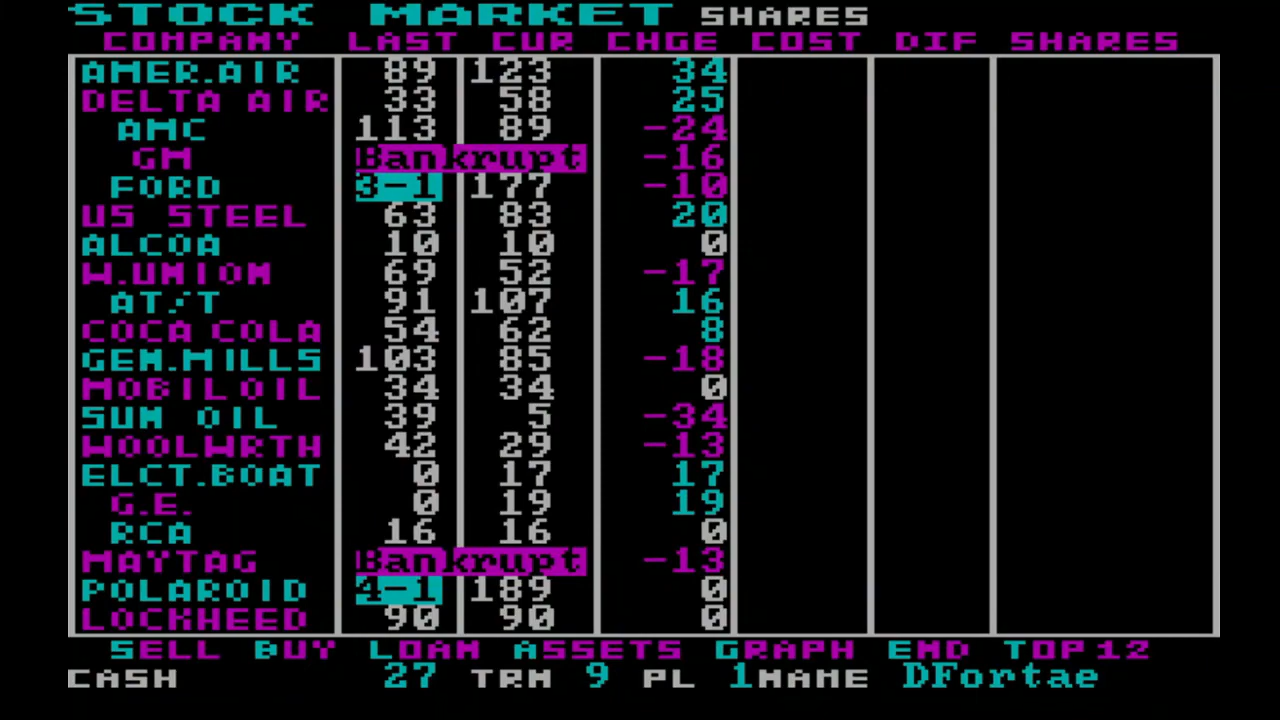 STOCK MARKET SHARES
COMPANY LAST CUR CHGE COST DIF SHARES
AMER.AIR 89 123 34
DELTA AIR 33 58 25
AMC 113 89 -24
GM Bankrupt -16
FORD 3-1 177 -10
US STEEL 63 83 20
ALCOA 10 10 0
W.UNION 69 52 -17
AT/T 91 107 16
COCA COLA 54 62 8
GEN.MILLS 103 85 -18
MOBIL OIL 34 34 0
SUN OIL 39 5 -34
WOOLWRTH 42 29 -13
ELCT.BOAT 0 17 17
G.E. 0 19 19
RCA 16 16 0
MAYTAG Bankrupt -13
POLAROID 4-1 189 0
LOCKHEED 90 90 0
SELL BUY LOAN ASSETS GRAPH END TOP 12
CASH 27 TRM 9 PL 1NAME DFortae